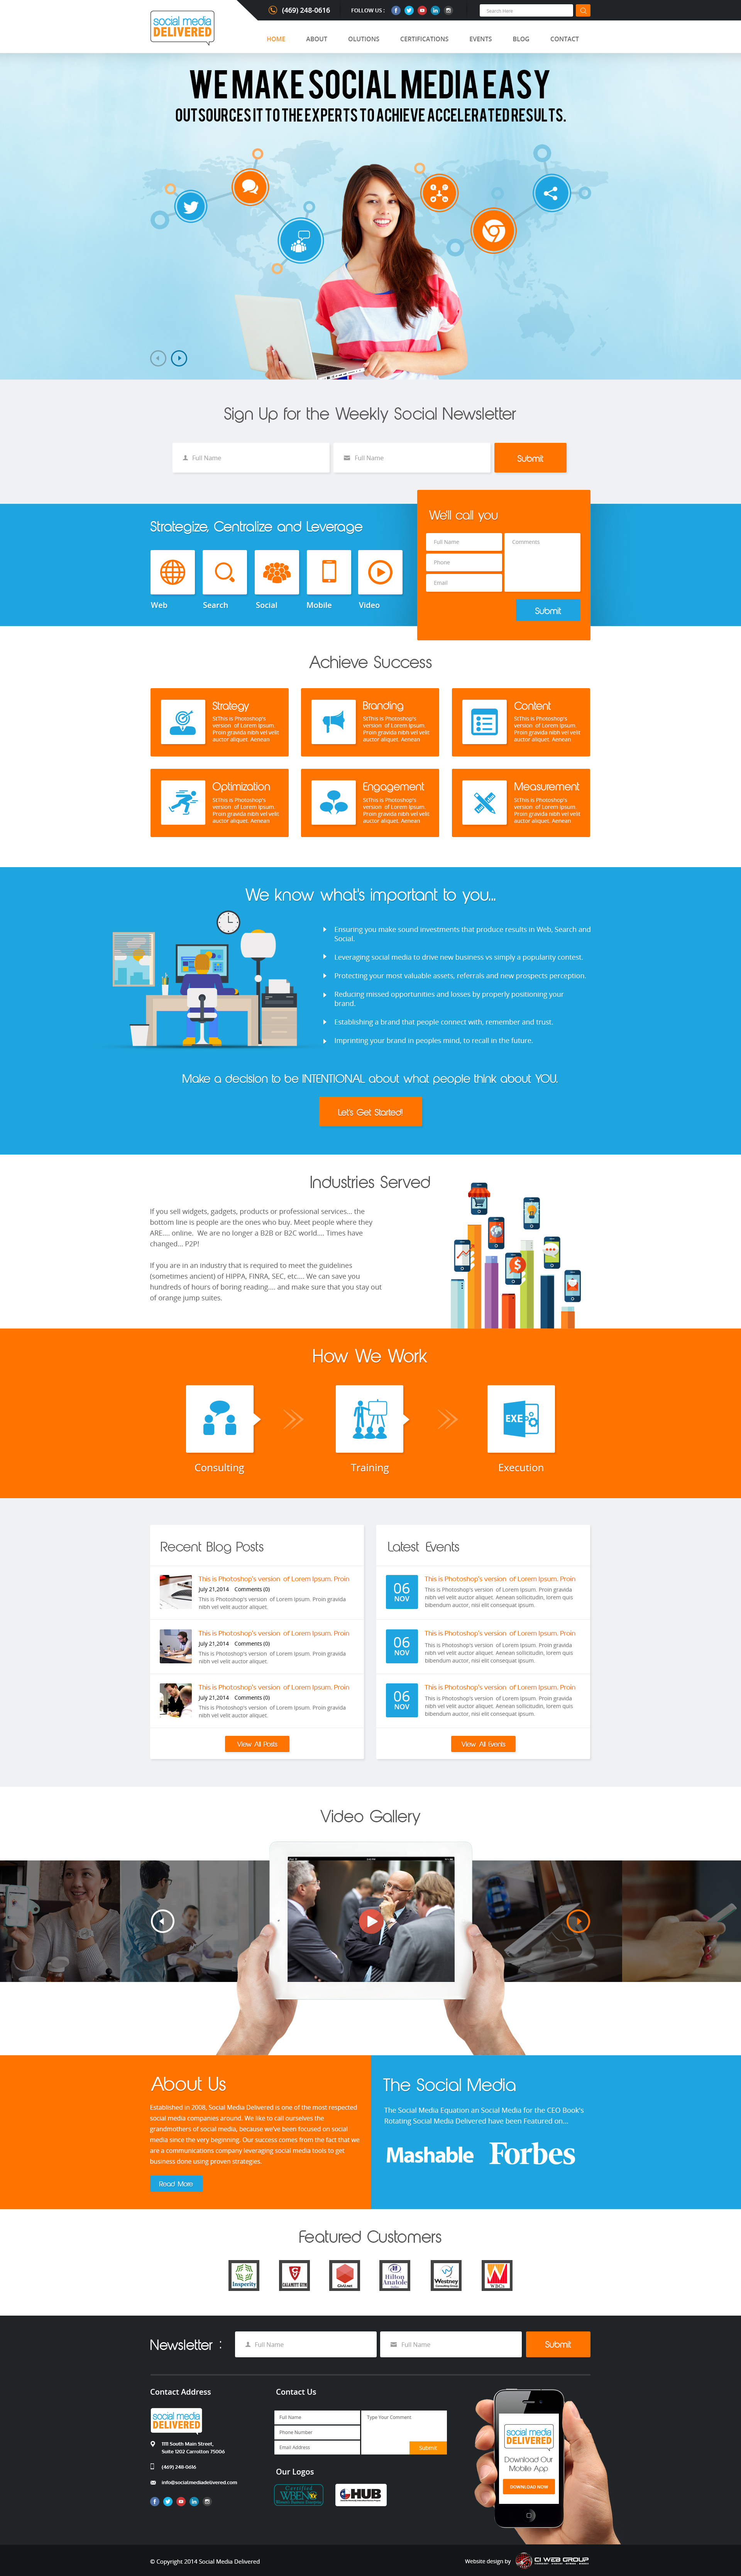 social media
DELIVERED
(469) 248-0616
FOLLOW US :
Search Here
HOME
ABOUT
OLUTIONS
CERTIFICATIONS
EVENTS
BLOG
CONTACT
WE MAKE SOCIAL MEDIA EASY
OUTSOURCES IT TO THE EXPERTS TO ACHIEVE ACCELERATED RESULTS.
Sign Up for the Weekly Social Newsletter
Full Name
Full Name
Submit
Strategize, Centralize and Leverage
Web
Search
Social
Mobile
Video
We'll call you
Full Name
Phone
Email
Comments
Submit
Achieve Success
Strategy
StThis is Photoshop's
version of Lorem Ipsum.
Proin gravida nibh vel velit
auctor aliquet. Aenean
Branding
StThis is Photoshop's
version of Lorem Ipsum.
Proin gravida nibh vel velit
auctor aliquet. Aenean
Content
StThis is Photoshop's
version of Lorem Ipsum.
Proin gravida nibh vel velit
auctor aliquet. Aenean
Optimization
StThis is Photoshop's
version of Lorem Ipsum.
Proin gravida nibh vel velit
auctor aliquet. Aenean
Engagement
StThis is Photoshop's
version of Lorem Ipsum.
Proin gravida nibh vel velit
auctor aliquet. Aenean
Measurement
StThis is Photoshop's
version of Lorem Ipsum.
Proin gravida nibh vel velit
auctor aliquet. Aenean
We know what's important to you...
Ensuring you make sound investments that produce results in Web, Search and
Social.
Leveraging social media to drive new business vs simply a popularity contest.
Protecting your most valuable assets, referrals and new prospects perception.
Reducing missed opportunities and losses by properly positioning your
brand.
Establishing a brand that people connect with, remember and trust.
Imprinting your brand in peoples mind, to recall in the future.
Make a decision to be INTENTIONAL about what people think about YOU.
Let's Get Started!!
Industries Served
If you sell widgets, gadgets, products or professional services... the
bottom line is people are the ones who buy. Meet people where they
ARE.... online. We are no longer a B2B or B2C world.... Times have
changed... P2P!
If you are in an industry that is required to meet the guidelines
(sometimes ancient) of HIPPA, FINRA, SEC, etc.... We can save you
hundreds of hours of boring reading.... and make sure that you stay out
of orange jump suites.
How We Work
EXE
Consulting
Training
Execution
Recent Blog Posts
This is Photoshop's version of Lorem Ipsum. Proin
July 21,2014 Comments (0)
This is Photoshop's version of Lorem Ipsum. Proin gravida
nibh vel velit auctor aliquet.
This is Photoshop's version of Lorem Ipsum. Proin
July 21,2014 Comments (0)
This is Photoshop's version of Lorem Ipsum. Proin gravida
nibh vel velit auctor aliquet.
This is Photoshop's version of Lorem Ipsum. Proin
July 21,2014 Comments (0)
This is Photoshop's version of Lorem Ipsum. Proin gravida
nibh vel velit auctor aliquet.
View All Posts
Latest Events
06
NOV
This is Photoshop's version of Lorem Ipsum. Proin
This is Photoshop's version of Lorem Ipsum. Proin gravida
nibh vel velit auctor aliquet. Aenean sollicitudin, lorem quis
bibendum auctor, nisi elit consequat ipsum.
06
NOV
This is Photoshop's version of Lorem Ipsum. Proin
This is Photoshop's version of Lorem Ipsum. Proin gravida
nibh vel velit auctor aliquet. Aenean sollicitudin, lorem quis
bibendum auctor, nisi elit consequat ipsum.
06
NOV
This is Photoshop's version of Lorem Ipsum. Proin
This is Photoshop's version of Lorem Ipsum. Proin gravida
nibh vel velit auctor aliquet. Aenean sollicitudin, lorem quis
bibendum auctor, nisi elit consequat ipsum.
View All Events
Video Gallery
About Us
Established in 2008, Social Media Delivered is one of the most respected
social media companies around. We like to call ourselves the
grandmothers of social media, because we've been focused on social
media since the very beginning. Our success comes from the fact that we
are a communications company leveraging social media tools to get
business done using proven strategies.
Read More
The Social Media
The Social Media Equation an Social Media for the CEO Book's
Rotating Social Media Delivered have been Featured on...
Mashable
Forbes
Featured Customers
Insperity
CALAMITY GYM
Hilton
Anatole
Westney
Newsletter :
Full Name
Full Name
Submit
Contact Address
social media
DELIVERED
1111 South Main Street,
Suite 1202 Carrolton 75006
(469) 248-0616
info@socialmediadelivered.com
Contact Us
Full Name
Phone Number
Email Address
Type Your Comment
Submit
Our Logos
Certified
WBENC
HUB
social media
DELIVERED
Download Our
Mobile App
DOWNLOAD NOW
© Copyright 2014 Social Media Delivered
Website design by
CI WEB GROUP